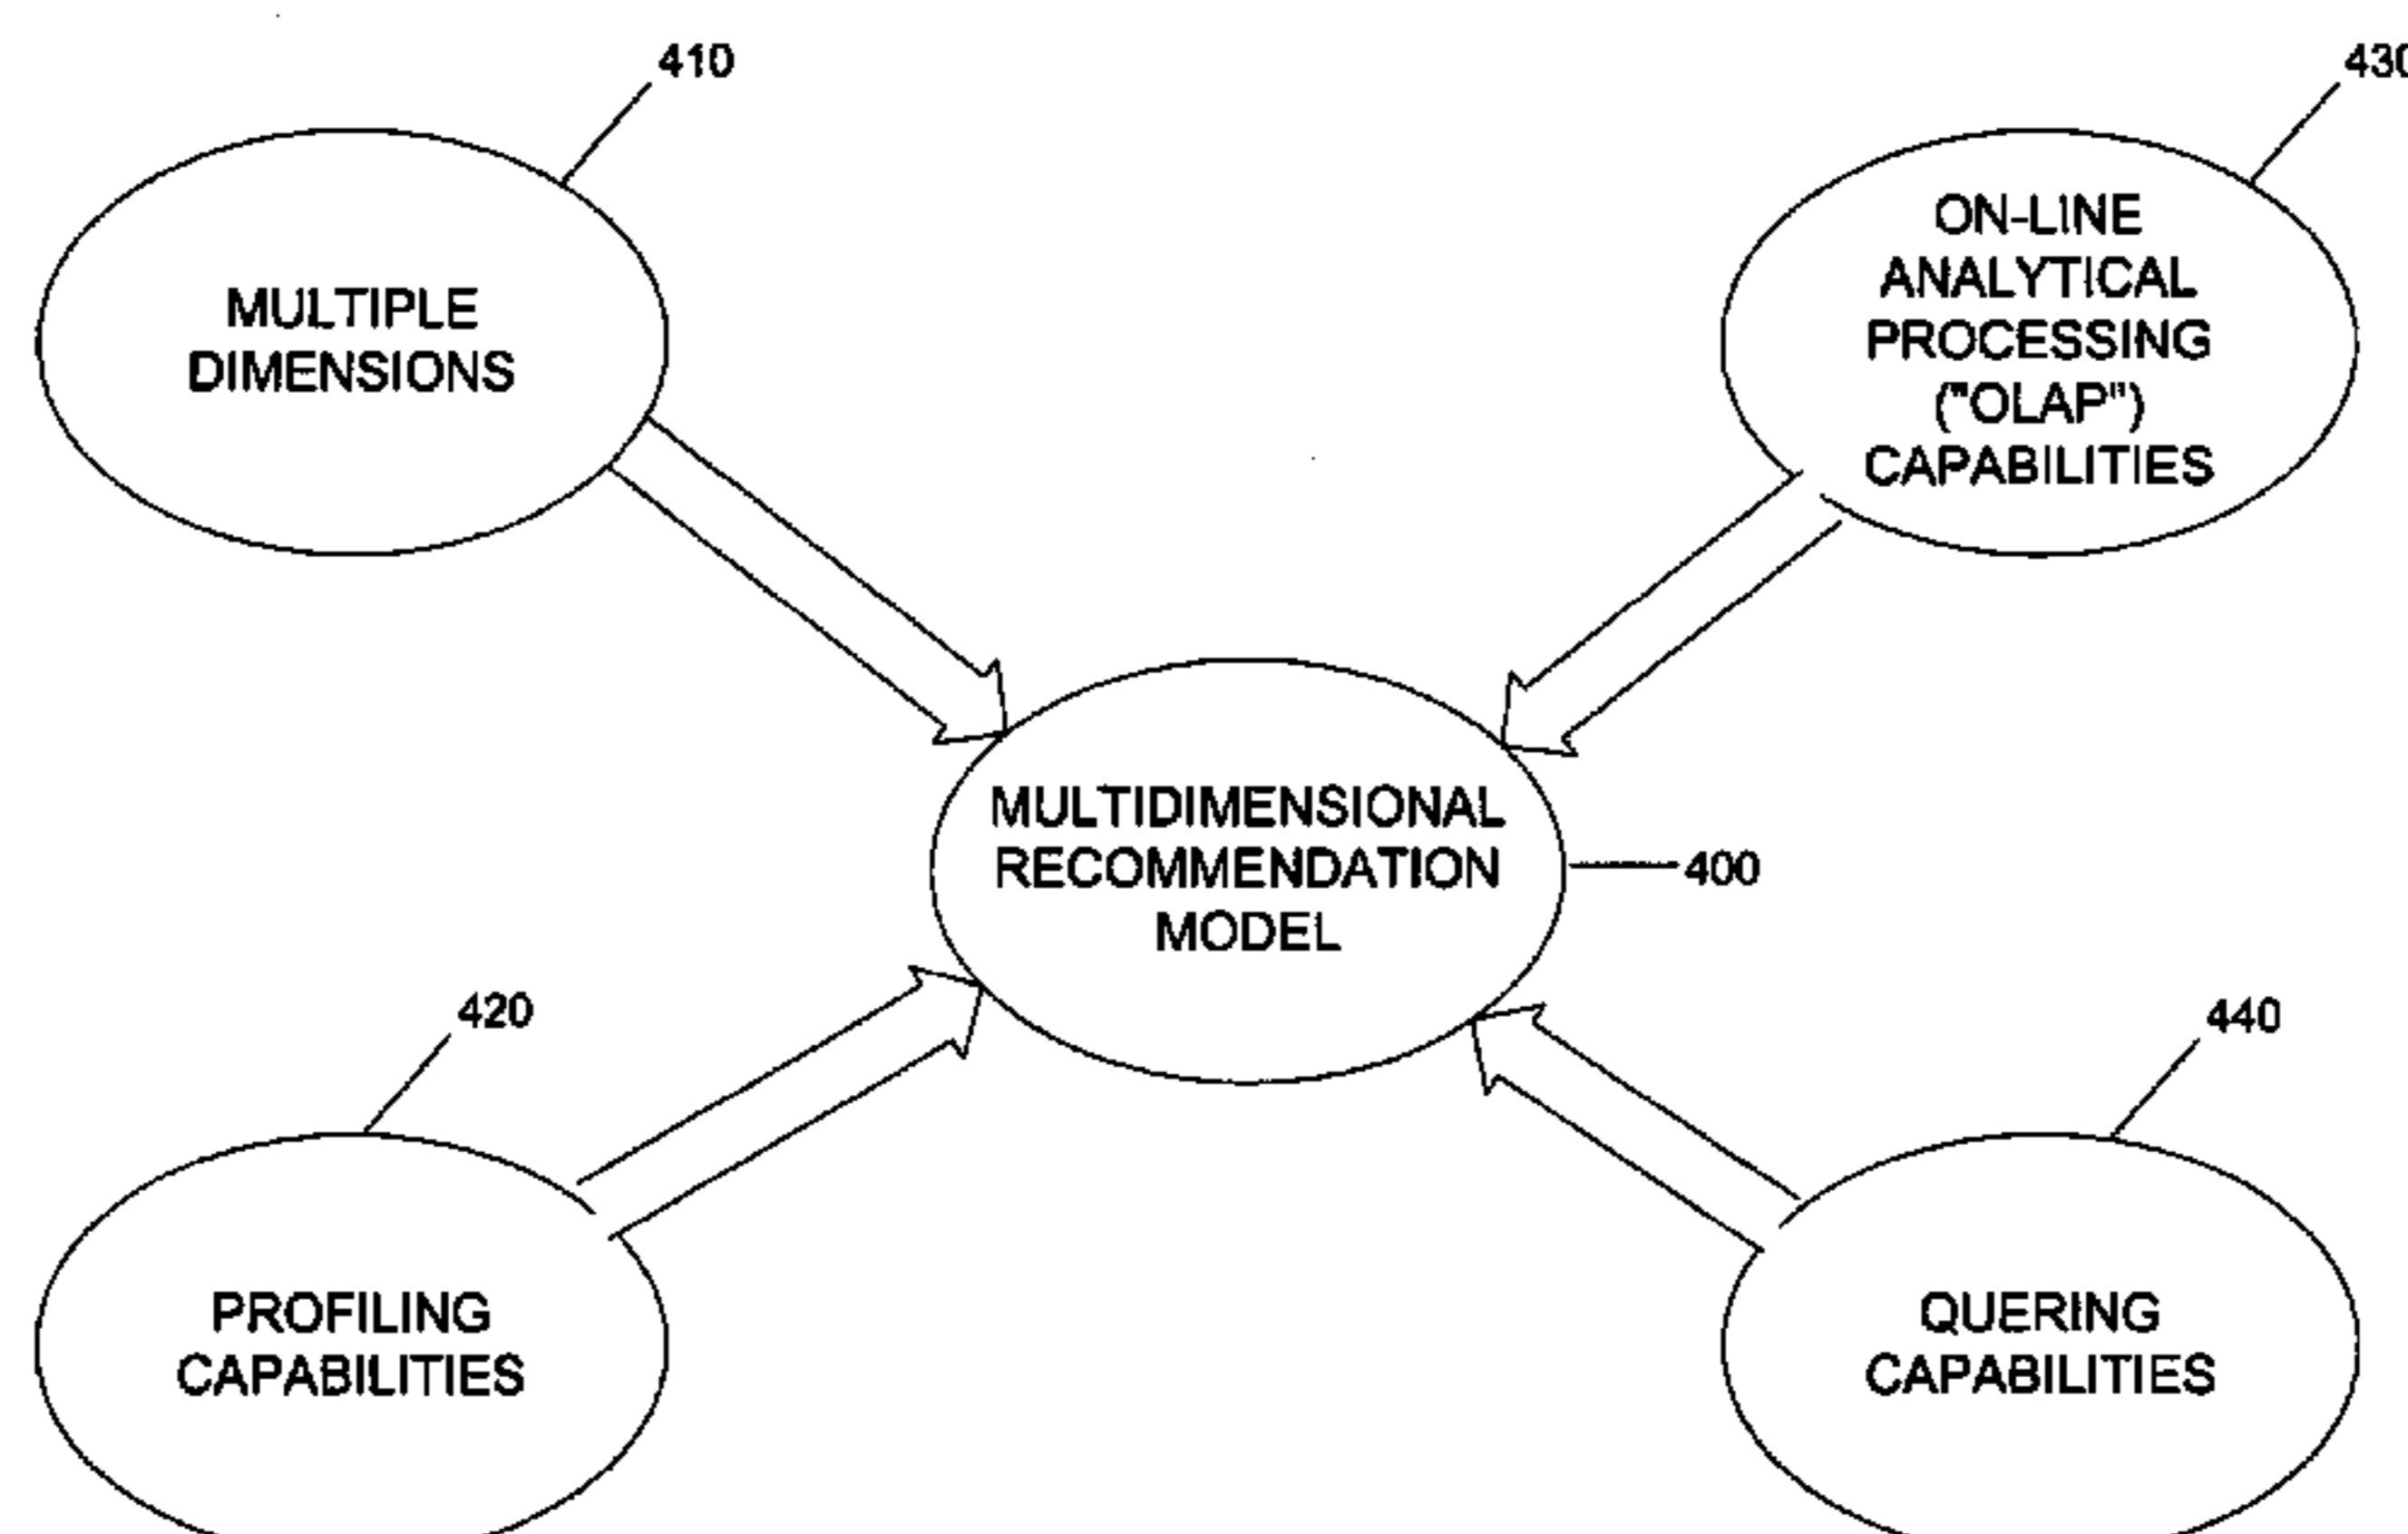 410
430
MULTIPLE
DIMENSIONS
ON-LINE
ANALYTICAL
PROCESSING
("OLAP")
CAPABILITIES
MULTIDIMENSIONAL
RECOMMENDATION
MODEL
400
420
440
PROFILING
CAPABILITIES
QUERING
CAPABILITIES